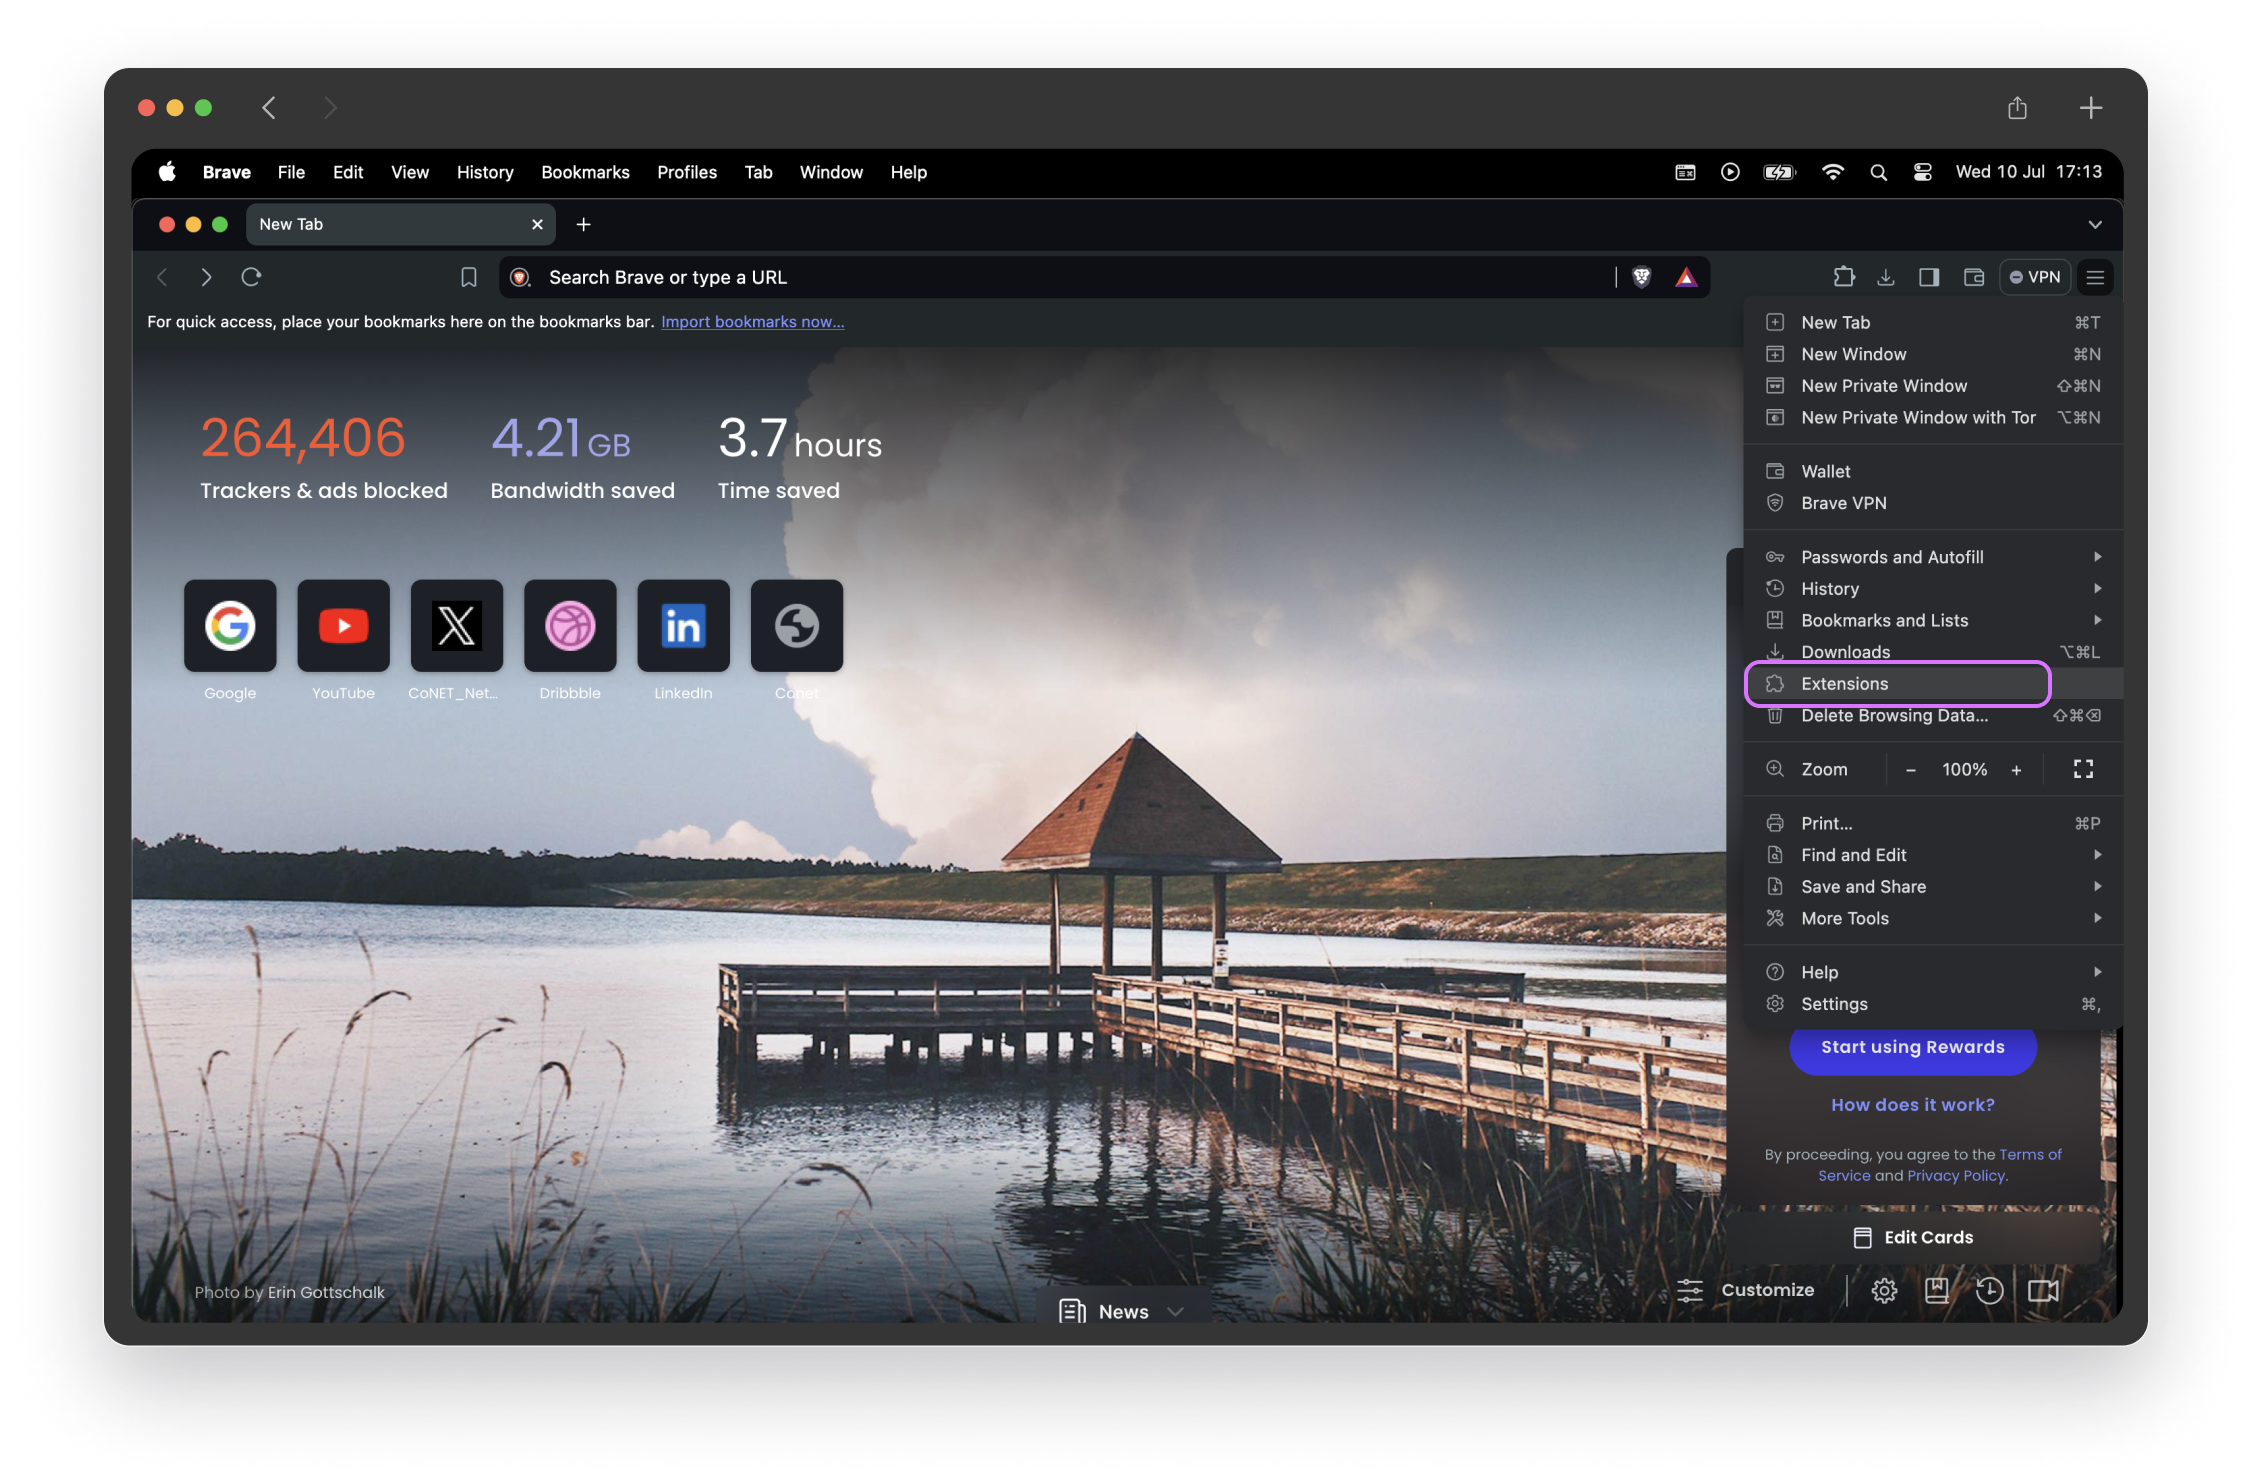 Brave File Edit View History Bookmarks Profiles Tab Window Help Wed 10 Jul 17:13
New Tab
Search Brave or type a URL VPN
For quick access, place your bookmarks here on the bookmarks bar. Import bookmarks now...
264,406 4.21 GB 3.7 hours
Trackers & ads blocked Bandwidth saved Time saved
Google YouTube CoNET_Net... Dribbble LinkedIn Conet
New Tab ⌘T
New Window ⌘N
New Private Window ⇧⌘N
New Private Window with Tor ⌥⌘N
Wallet
Brave VPN
Passwords and Autofill
History
Bookmarks and Lists
Downloads ⌥⌘L
Extensions
Delete Browsing Data... ⇧⌘⌫
Zoom – 100% +
Print... ⌘P
Find and Edit
Save and Share
More Tools
Help
Settings ⌘,
Start using Rewards
How does it work?
By proceeding, you agree to the Terms of
Service and Privacy Policy.
Edit Cards
Photo by Erin Gottschalk
News
Customize